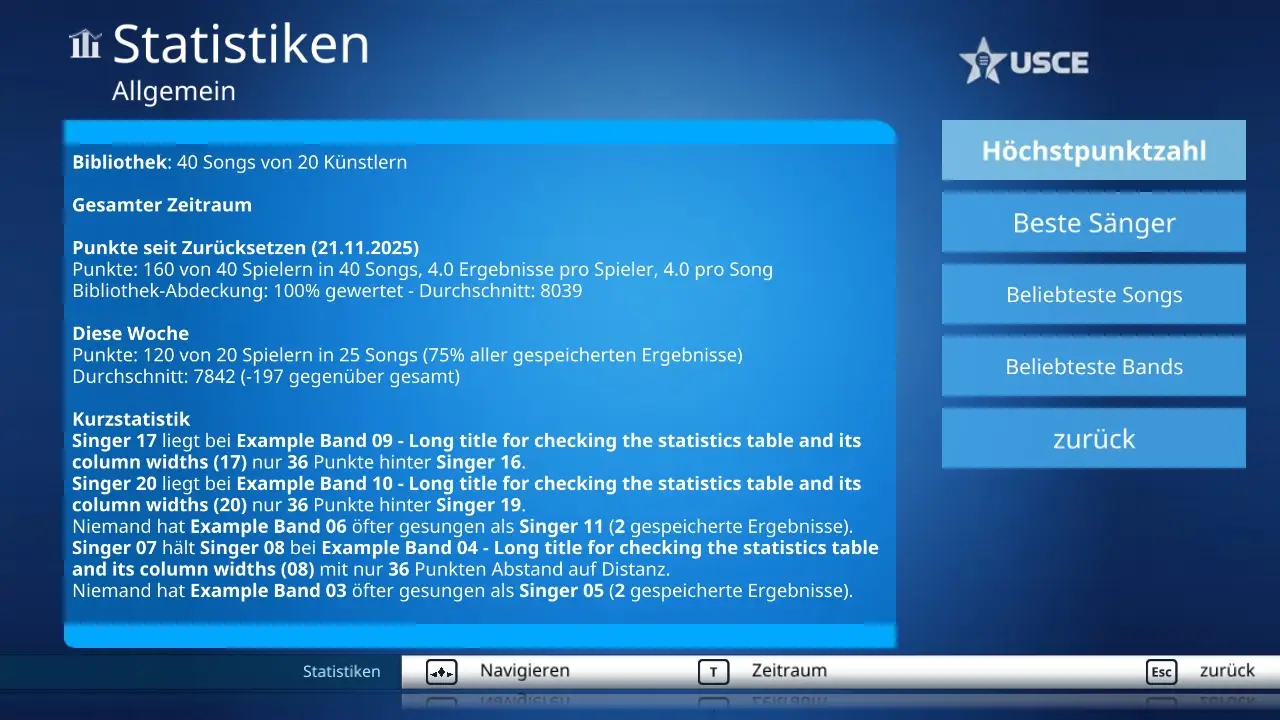 Statistiken
Allgemein
USCE
Bibliothek: 40 Songs von 20 Künstlern
Gesamter Zeitraum
Punkte seit Zurücksetzen (21.11.2025)
Punkte: 160 von 40 Spielern in 40 Songs, 4.0 Ergebnisse pro Spieler, 4.0 pro Song
Bibliothek-Abdeckung: 100% gewertet - Durchschnitt: 8039
Diese Woche
Punkte: 120 von 20 Spielern in 25 Songs (75% aller gespeicherten Ergebnisse)
Durchschnitt: 7842 (-197 gegenüber gesamt)
Kurzstatistik
Singer 17 liegt bei Example Band 09 - Long title for checking the statistics table and its
column widths (17) nur 36 Punkte hinter Singer 16.
Singer 20 liegt bei Example Band 10 - Long title for checking the statistics table and its
column widths (20) nur 36 Punkte hinter Singer 19.
Niemand hat Example Band 06 öfter gesungen als Singer 11 (2 gespeicherte Ergebnisse).
Singer 07 hält Singer 08 bei Example Band 04 - Long title for checking the statistics table
and its column widths (08) mit nur 36 Punkten Abstand auf Distanz.
Niemand hat Example Band 03 öfter gesungen als Singer 05 (2 gespeicherte Ergebnisse).
Höchstpunktzahl
Beste Sänger
Beliebteste Songs
Beliebteste Bands
zurück
Statistiken
Navigieren
T Zeitraum
Esc zurück